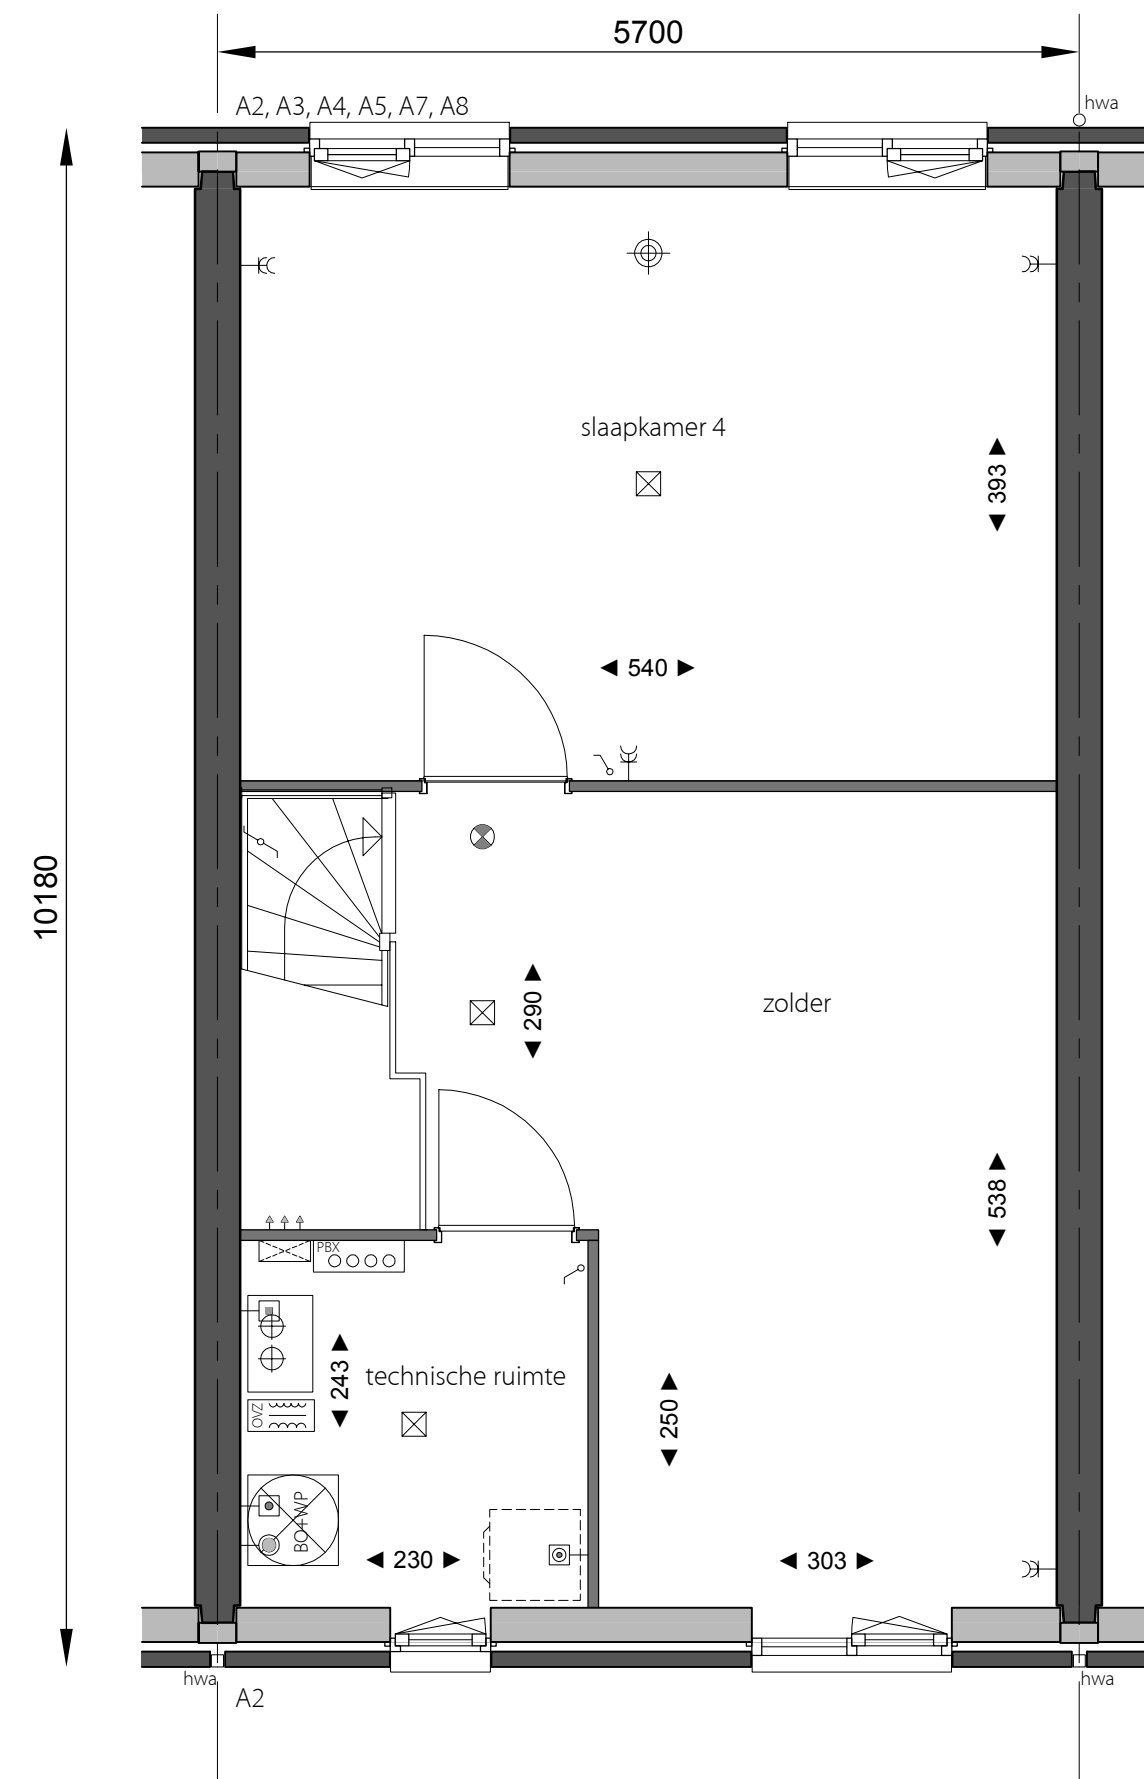 5700
A2, A3, A4, A5, A7, A8
hwa
slaapkamer 4
393
540
10180
290
zolder
538
PBX
243
technische ruimte
OVZ
250
BO+WP
230
303
hwa
hwa
A2